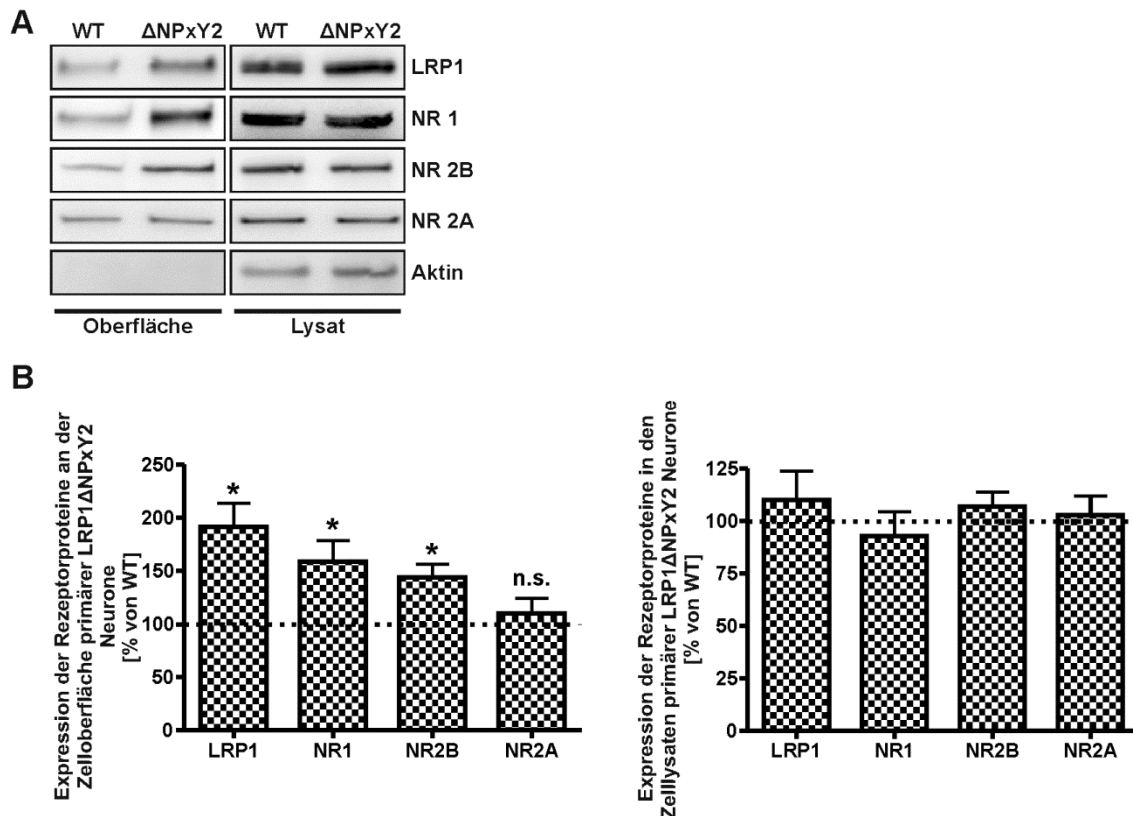 A
WT ΔNPxY2 WT ΔNPxY2
LRP1
NR 1
NR 2B
NR 2A
Aktin
Oberfläche Lysat
B
Expression der Rezeptorproteine an der
Zelloberfläche primärer LRP1ΔNPxY2
Neurone
[% von WT]
250
200
150
100
50
0
*
*
*
n.s.
LRP1 NR1 NR2B NR2A
Expression der Rezeptorproteine in den
Zelllysaten primärer LRP1ΔNPxY2 Neurone
[% von WT]
125
100
75
50
25
0
LRP1 NR1 NR2B NR2A